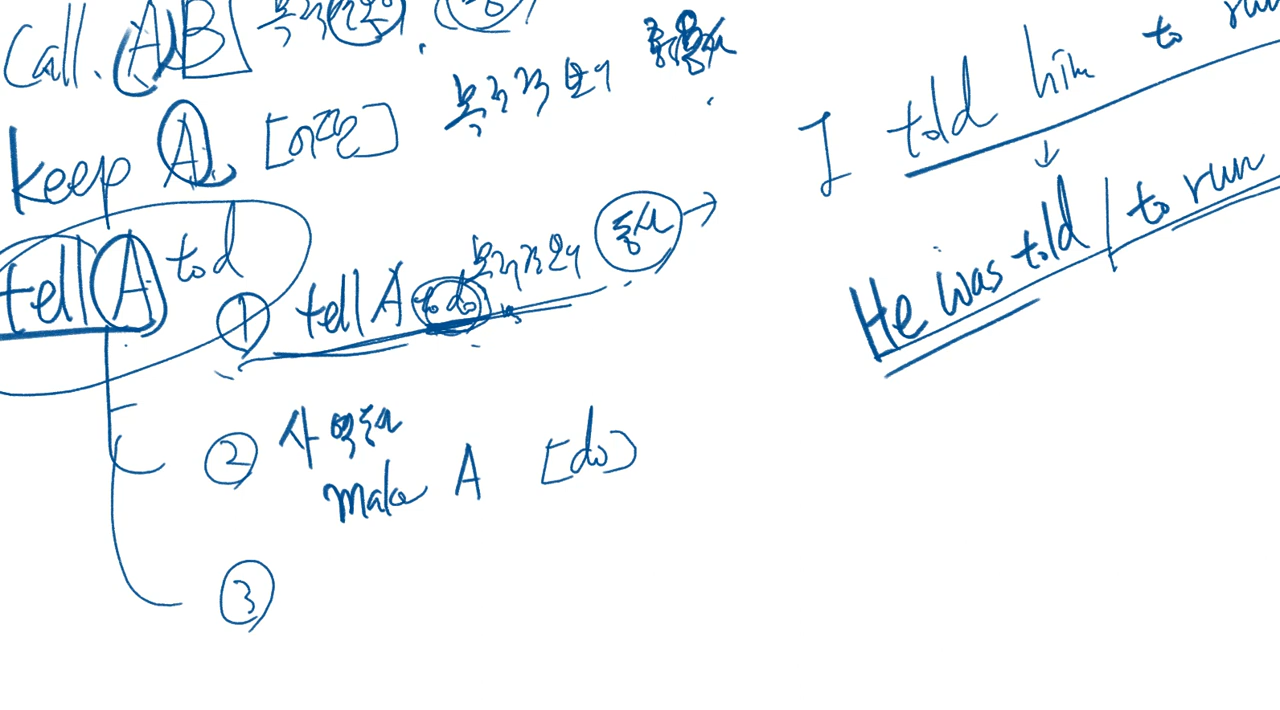 Call. A B 목적격보어
keep A [어떤] 목적격 보어 형용사
tell A to d
① tell A to do 목적격보어 동사 →
② 사역동사
make A [do]
③
I told him to run
↓
He was told / to run